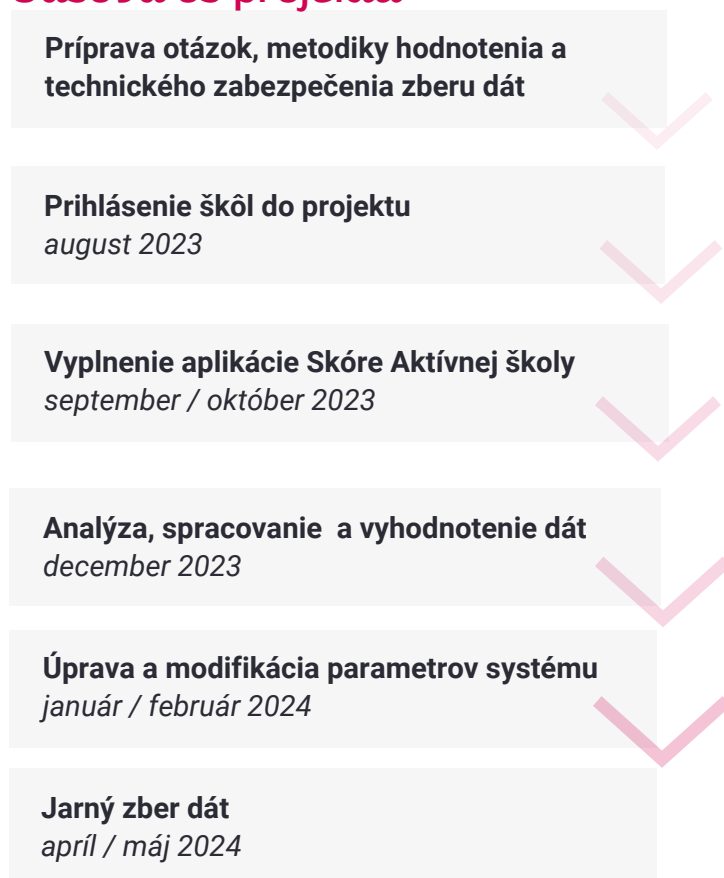 Príprava otázok, metodiky hodnotenia a
technického zabezpečenia zberu dát
Prihlásenie škôl do projektu
august 2023
Vyplnenie aplikácie Skóre Aktívnej školy
september / október 2023
Analýza, spracovanie a vyhodnotenie dát
december 2023
Úprava a modifikácia parametrov systému
január / február 2024
Jarný zber dát
apríl / máj 2024